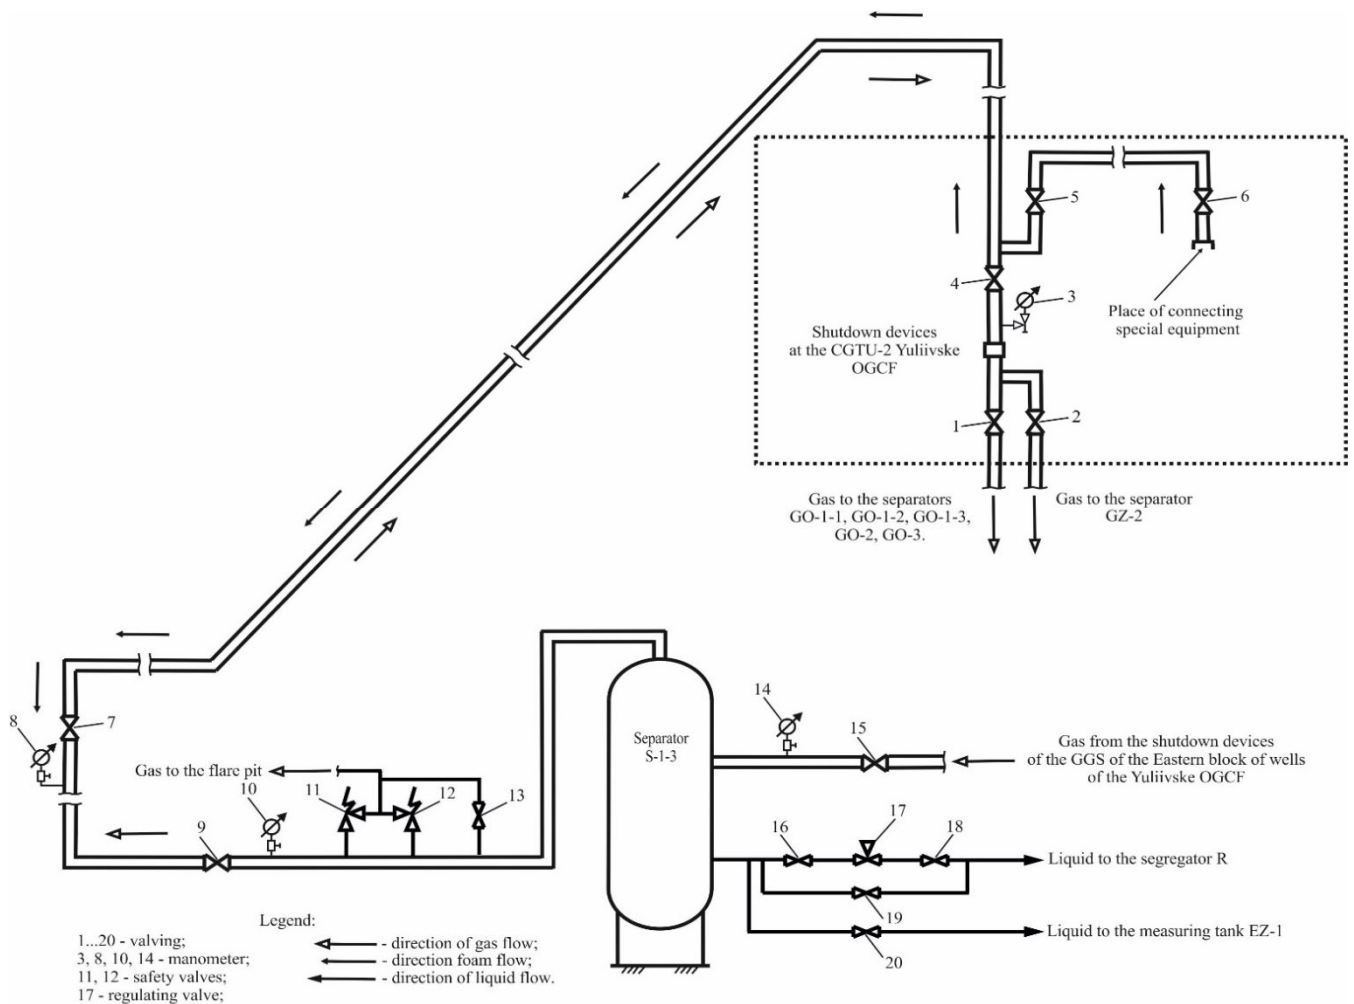 5
6
4
3
Place of connecting
special equipment
Shutdown devices
at the CGTU-2 Yuliivske
OGCF
1
2
Gas to the separators
GO-1-1, GO-1-2, GO-1-3,
GO-2, GO-3.
Gas to the separator
GZ-2
8
7
14
15
Separator
S-1-3
Gas from the shutdown devices
of the GGS of the Eastern block of wells
of the Yuliivske OGCF
Gas to the flare pit
10
11
12
13
9
16
17
18
Liquid to the segregator R
19
Liquid to the measuring tank EZ-1
20
Legend:
1...20 - valving;
3, 8, 10, 14 - manometer;
11, 12 - safety valves;
17 - regulating valve;
- direction of gas flow;
- direction foam flow;
- direction of liquid flow.